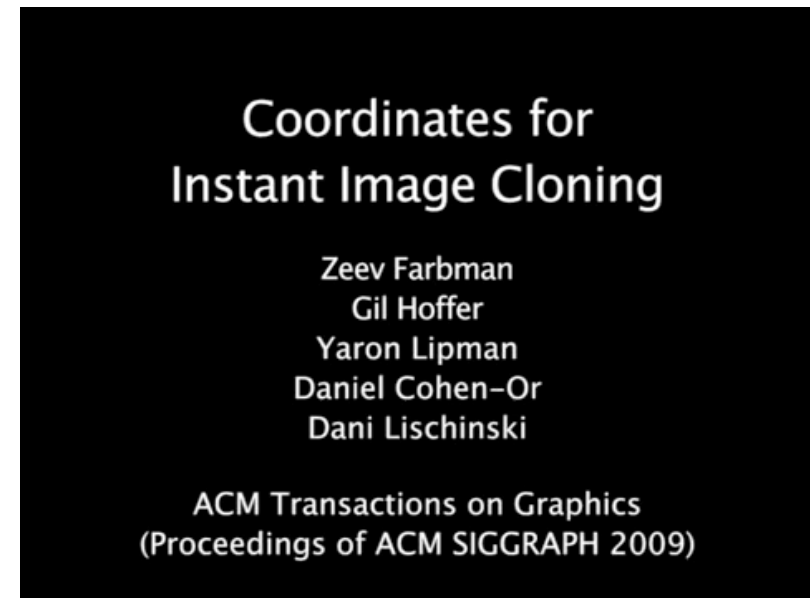 Coordinates for
Instant Image Cloning
Zeev Farbman
Gil Hoffer
Yaron Lipman
Daniel Cohen-Or
Dani Lischinski
ACM Transactions on Graphics
(Proceedings of ACM SIGGRAPH 2009)